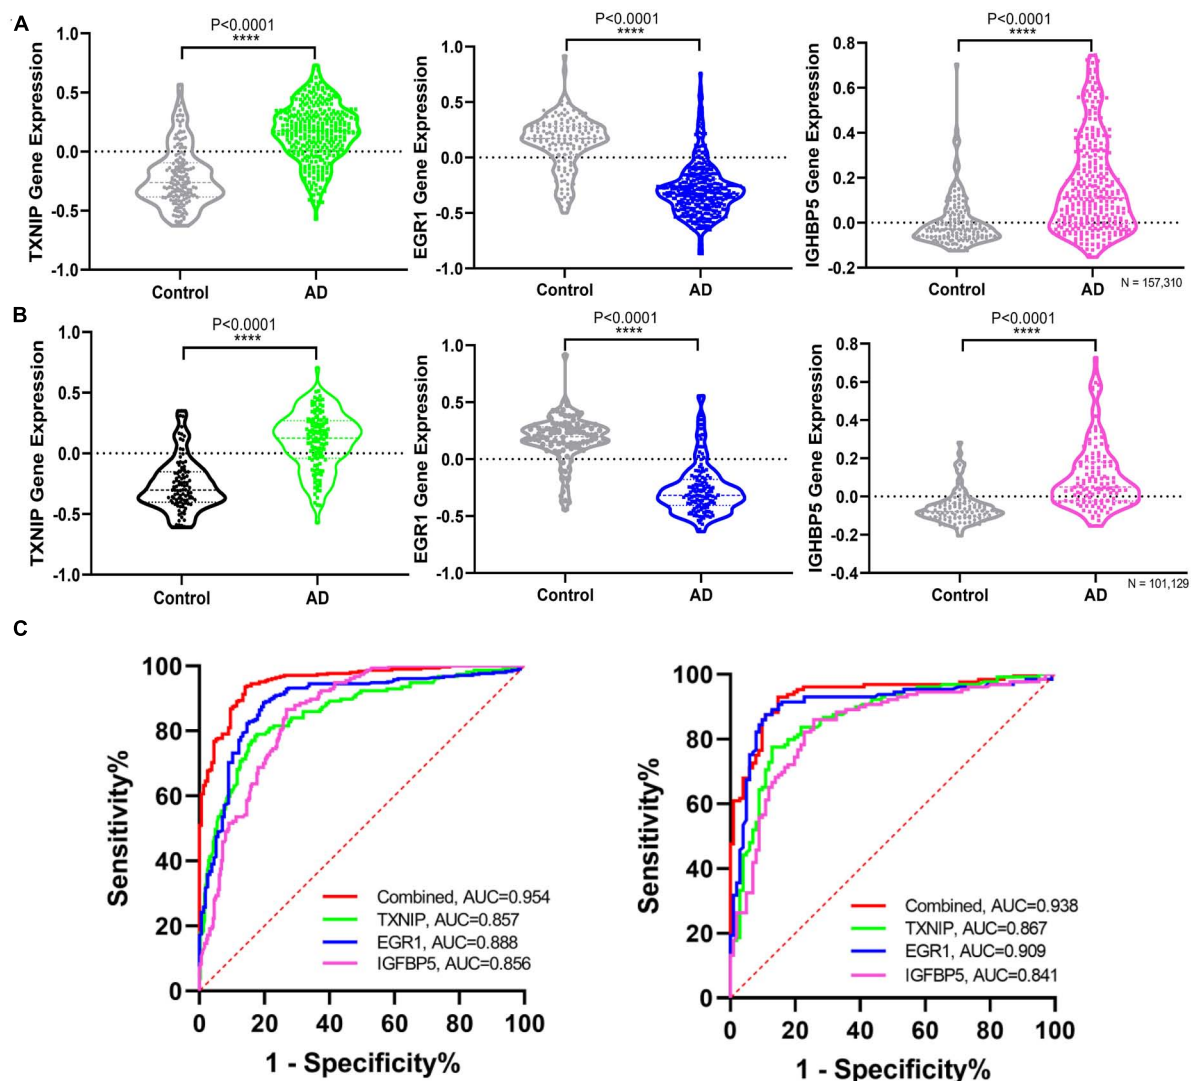 A
P<0.0001
****
TXNIP Gene Expression
1.0
0.5
0.0
-0.5
-1.0
Control AD
P<0.0001
****
EGR1 Gene Expression
1.0
0.5
0.0
-0.5
-1.0
Control AD
P<0.0001
****
IGHBP5 Gene Expression
0.8
0.6
0.4
0.2
0.0
-0.2
Control AD
N = 157,310
B
P<0.0001
****
TXNIP Gene Expression
1.0
0.5
0.0
-0.5
-1.0
Control AD
P<0.0001
****
EGR1 Gene Expression
1.0
0.5
0.0
-0.5
-1.0
Control AD
P<0.0001
****
IGHBP5 Gene Expression
0.8
0.6
0.4
0.2
0.0
-0.2
-0.4
Control AD
N = 101,129
C
Sensitivity%
100
80
60
40
20
0
Combined, AUC=0.954
TXNIP, AUC=0.857
EGR1, AUC=0.888
IGFBP5, AUC=0.856
0 20 40 60 80 100
1 - Specificity%
Sensitivity%
100
80
60
40
20
0
Combined, AUC=0.938
TXNIP, AUC=0.867
EGR1, AUC=0.909
IGFBP5, AUC=0.841
0 20 40 60 80 100
1 - Specificity%